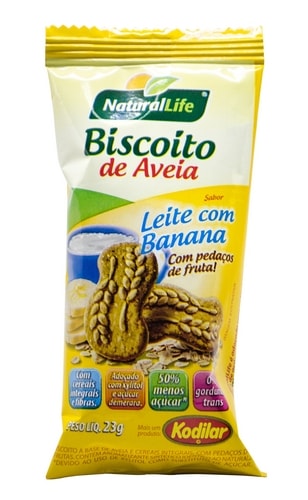 NaturalLife
Biscoito
de Aveia
Sabor
Leite com
Banana
Com pedaços
de fruta!
Com
cereais
integrais
e fibras.
Adoçado
com xylitol
e açúcar
demerara.
50%
menos
açúcar*
0%
gordura
trans
PESO LÍQ. 23g
Mais um
produto:
Kodilar